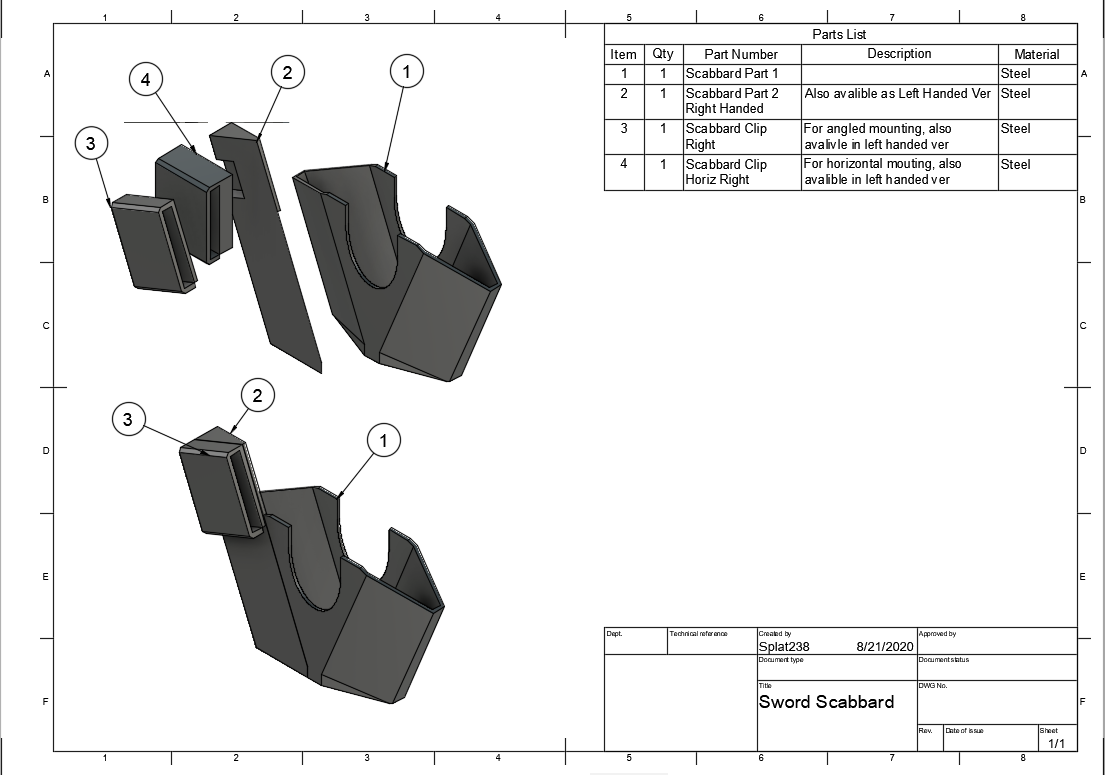 1 2 3 4 5 6 7 8
Parts List
Item Qty Part Number Description Material
1 1 Scabbard Part 1 Steel
2 1 Scabbard Part 2 Also avalible as Left Handed Ver Steel
Right Handed
3 1 Scabbard Clip For angled mounting, also Steel
Right avalivle in left handed ver
4 1 Scabbard Clip For horizontal mouting, also Steel
Horiz Right avalible in left handed ver
A A
B B
C C
D D
E E
F F
4 2 1
3
2
3 1
Dept. Technical reference Created by Approved by
Splat238 8/21/2020
Document type Document status
Title DWG No.
Sword Scabbard
Rev. Date of issue Sheet
1/1
1 2 3 4 5 6 7 8